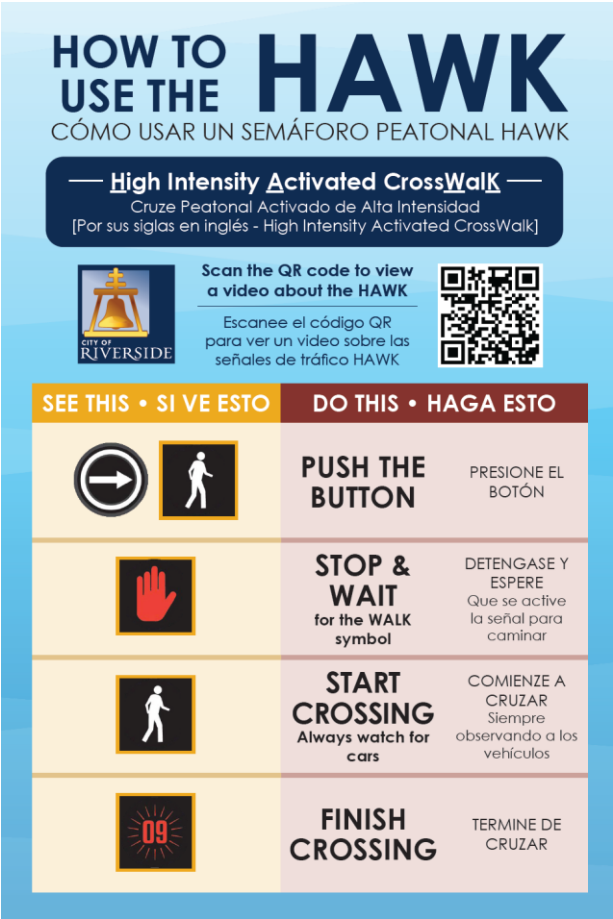 HOW TO
USE THE
HAWK
CÓMO USAR UN SEMÁFORO PEATONAL HAWK
High Intensity Activated CrossWalK
Cruze Peatonal Activado de Alta Intensidad
[Por sus siglas en inglés - High Intensity Activated CrossWalk]
CITY OF
RIVERSIDE
Scan the QR code to view
a video about the HAWK
Escanee el código QR
para ver un video sobre las
señales de tráfico HAWK
SEE THIS • SI VE ESTO
DO THIS • HAGA ESTO
PUSH THE
BUTTON
PRESIONE EL
BOTÓN
STOP &
WAIT
for the WALK
symbol
DETENGASE Y
ESPERE
Que se active
la señal para
caminar
START
CROSSING
Always watch for
cars
COMIENZE A
CRUZAR
Siempre
observando a los
vehículos
09
FINISH
CROSSING
TERMINE DE
CRUZAR